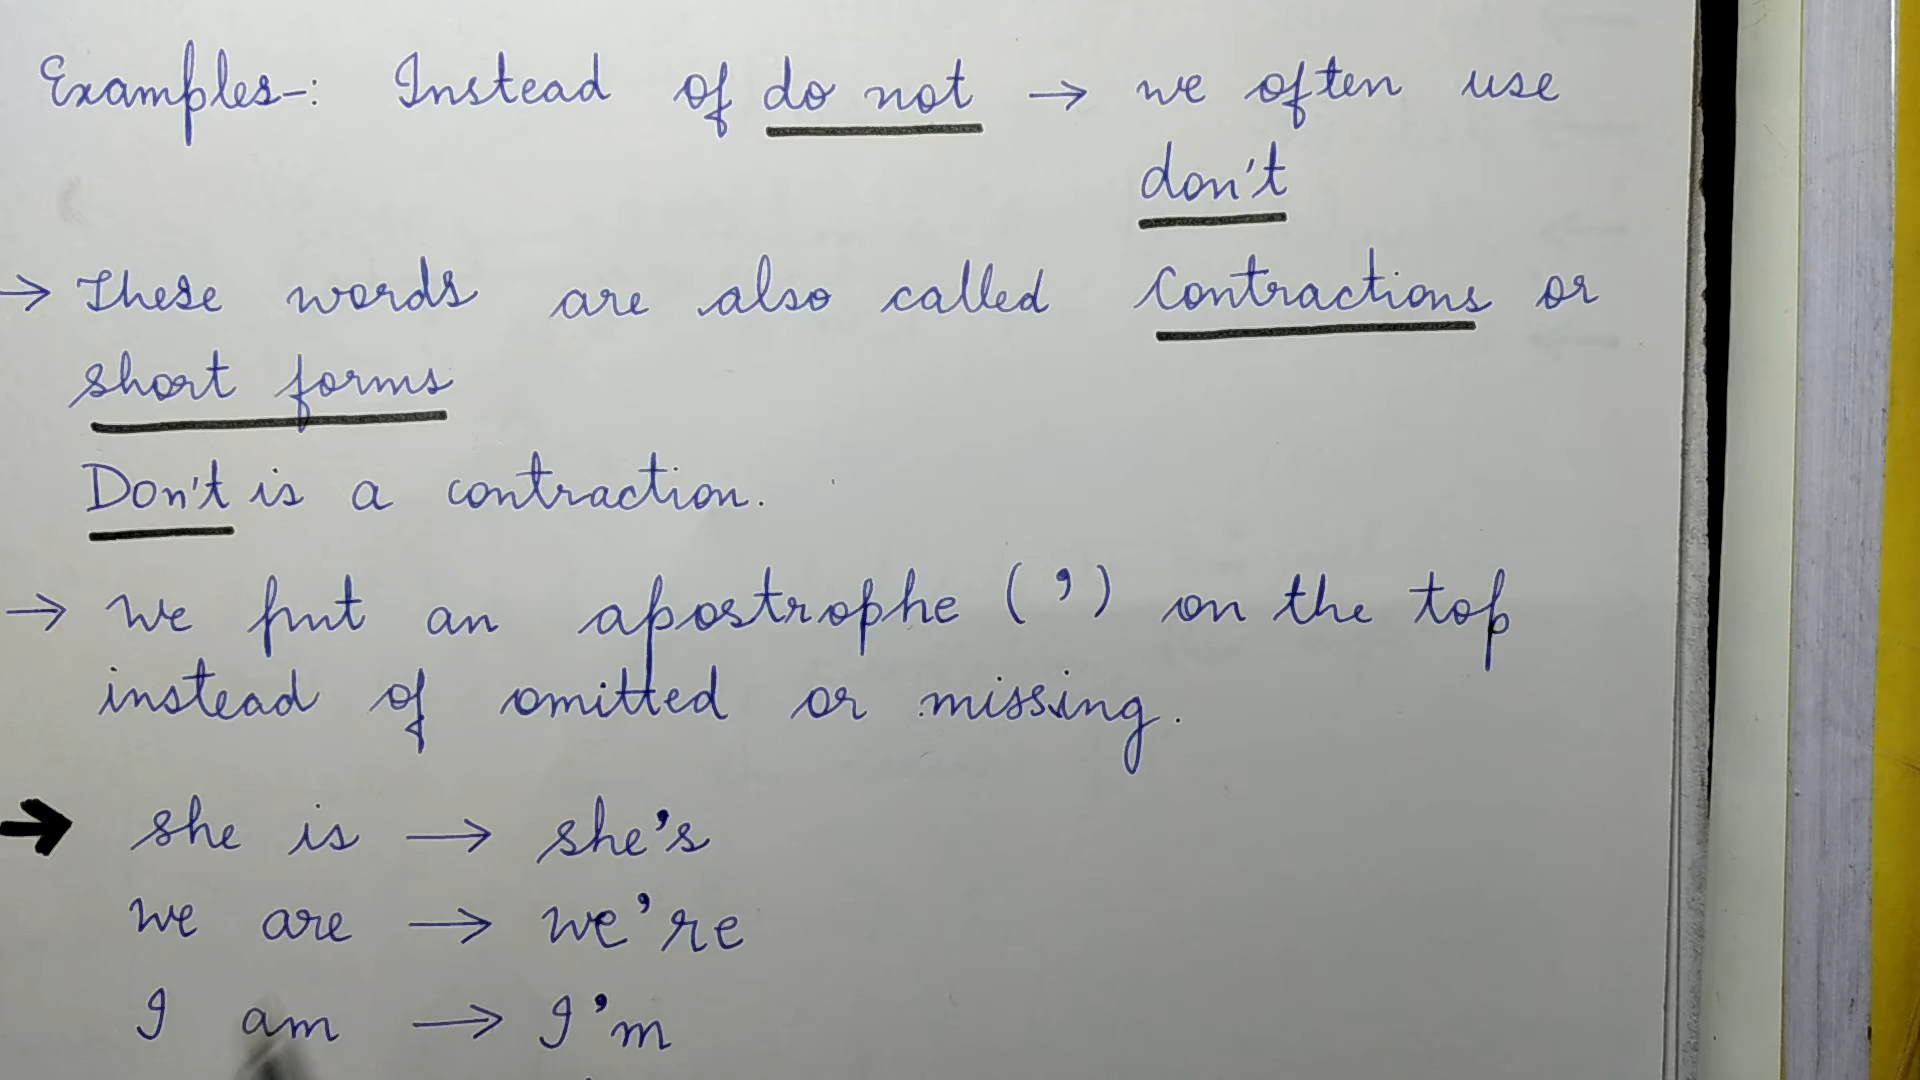 Examples-: Instead of do not → we often use
don't
→ These words are also called contractions or
short forms
Don't is a contraction.
→ we put an apostrophe (’) on the top
instead of omitted or missing.
→ she is → she's
we are → we're
I am → I'm